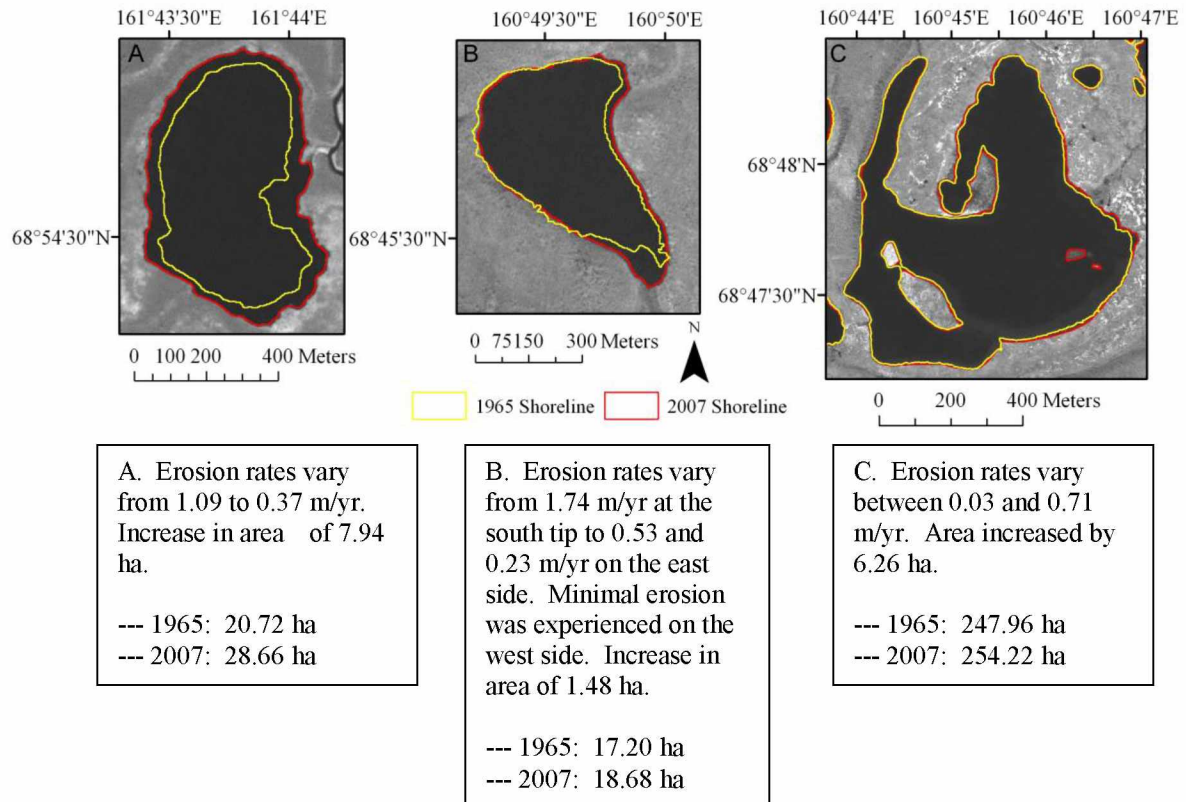 161°43'30"E 161°44'E
160°49'30"E 160°50'E
160°44'E 160°45'E 160°46'E 160°47'E
A
B
C
68°54'30"N
68°45'30"N
68°48'N
68°47'30"N
0 100 200 400 Meters
0 75150 300 Meters
N
0 200 400 Meters
1965 Shoreline 2007 Shoreline
A. Erosion rates vary
from 1.09 to 0.37 m/yr.
Increase in area of 7.94
ha.
--- 1965: 20.72 ha
--- 2007: 28.66 ha
B. Erosion rates vary
from 1.74 m/yr at the
south tip to 0.53 and
0.23 m/yr on the east
side. Minimal erosion
was experienced on the
west side. Increase in
area of 1.48 ha.
--- 1965: 17.20 ha
--- 2007: 18.68 ha
C. Erosion rates vary
between 0.03 and 0.71
m/yr. Area increased by
6.26 ha.
--- 1965: 247.96 ha
--- 2007: 254.22 ha